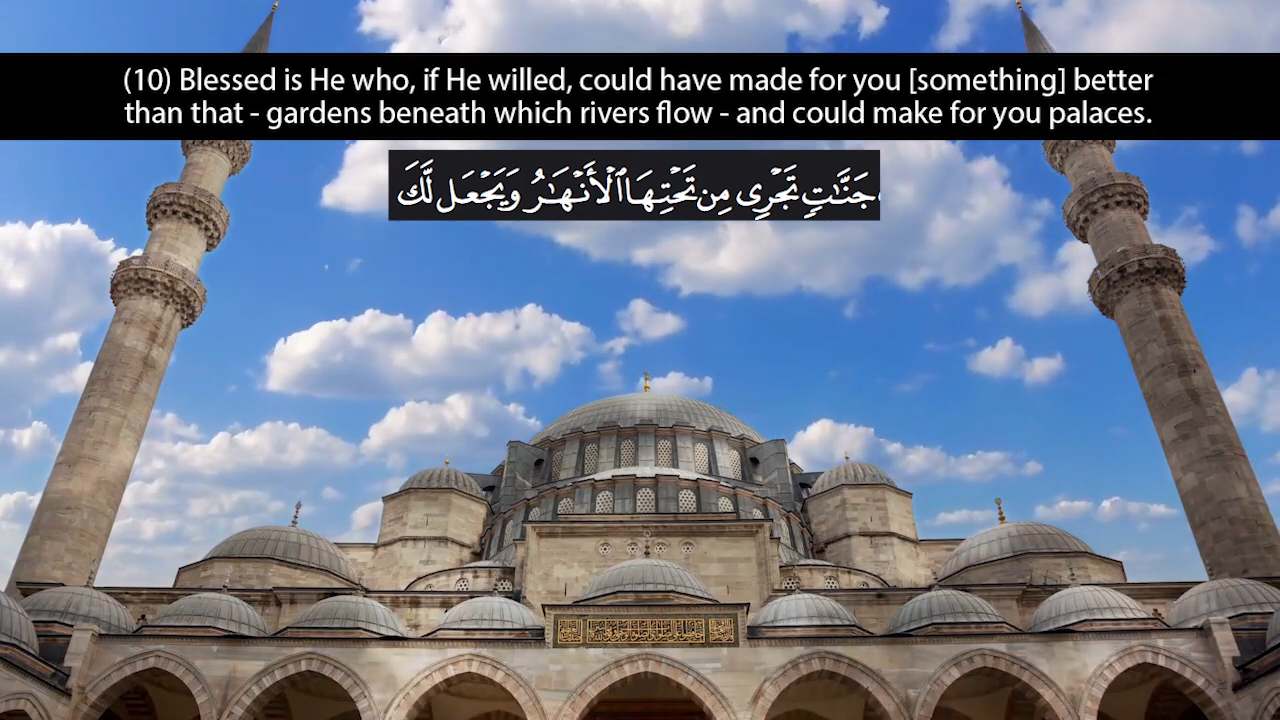 (10) Blessed is He who, if He willed, could have made for you [something] better
than that - gardens beneath which rivers flow - and could make for you palaces.
جَنَّـٰتٍ تَجْرِى مِن تَحْتِهَا ٱلْأَنْهَـٰرُ وَيَجْعَل لَّكَ